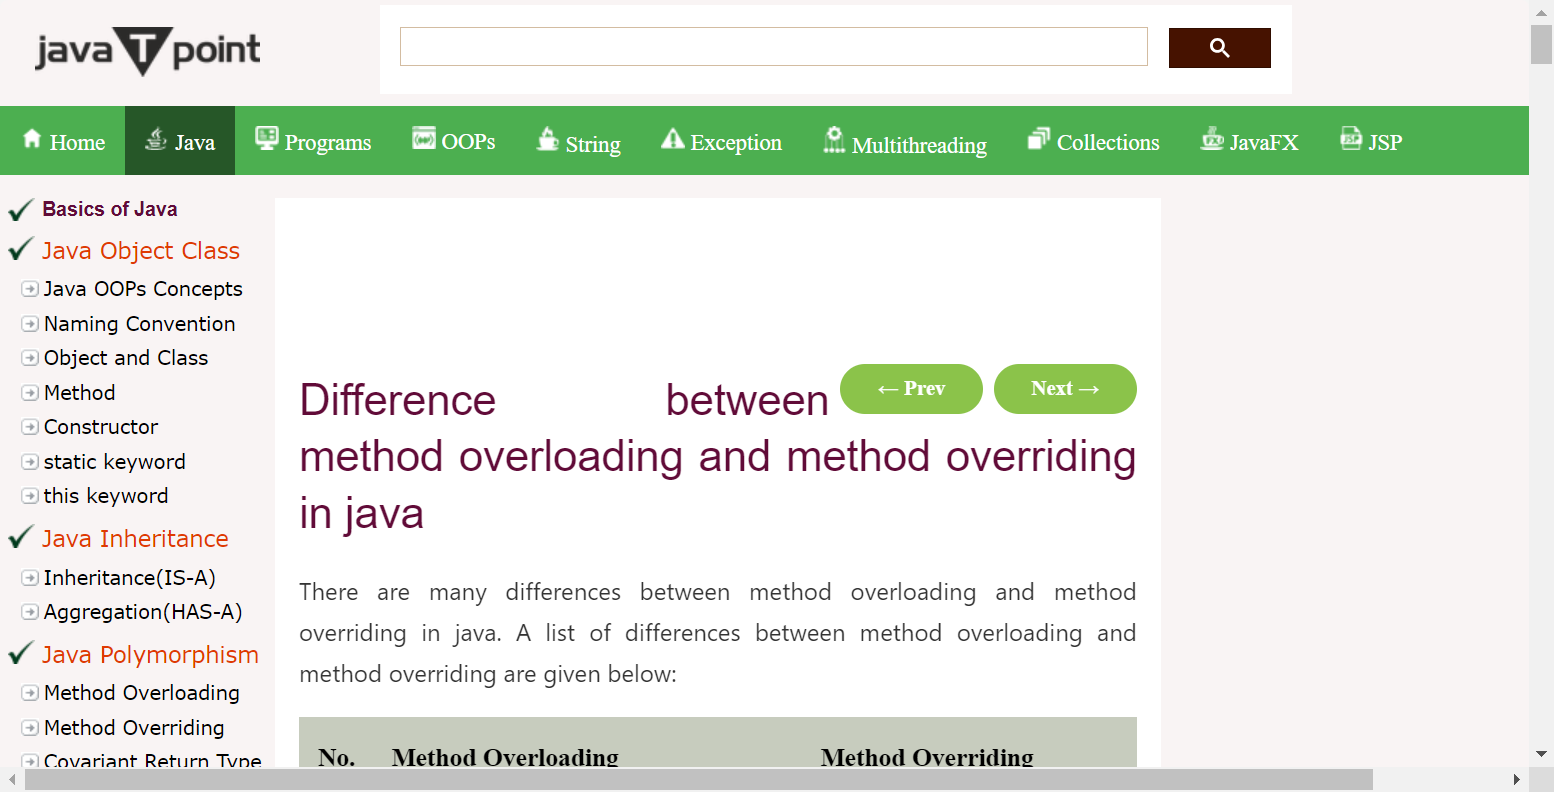 javaTpoint
Home Java Programs OOPs String Exception Multithreading Collections JavaFX JSP
Basics of Java
Java Object Class
Java OOPs Concepts
Naming Convention
Object and Class
Method
Constructor
static keyword
this keyword
Java Inheritance
Inheritance(IS-A)
Aggregation(HAS-A)
Java Polymorphism
Method Overloading
Method Overriding
Covariant Return Type
← Prev Next →
Difference between
method overloading and method overriding
in java
There are many differences between method overloading and method
overriding in java. A list of differences between method overloading and
method overriding are given below:
No. Method Overloading Method Overriding